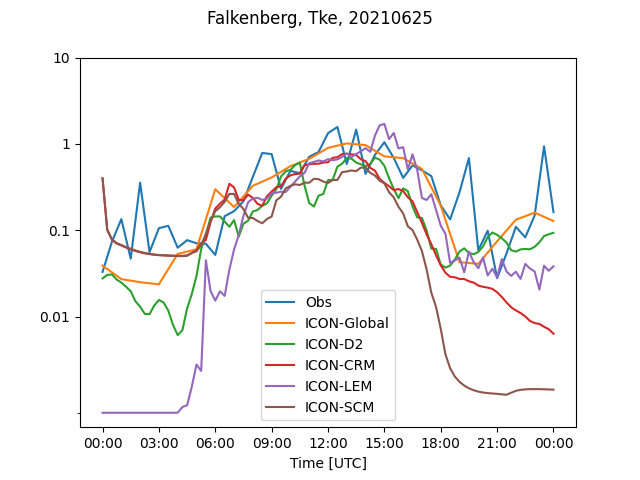 Falkenberg, Tke, 20210625
10
1
0.1
0.01
Obs
ICON-Global
ICON-D2
ICON-CRM
ICON-LEM
ICON-SCM
00:00 03:00 06:00 09:00 12:00 15:00 18:00 21:00 00:00
Time [UTC]